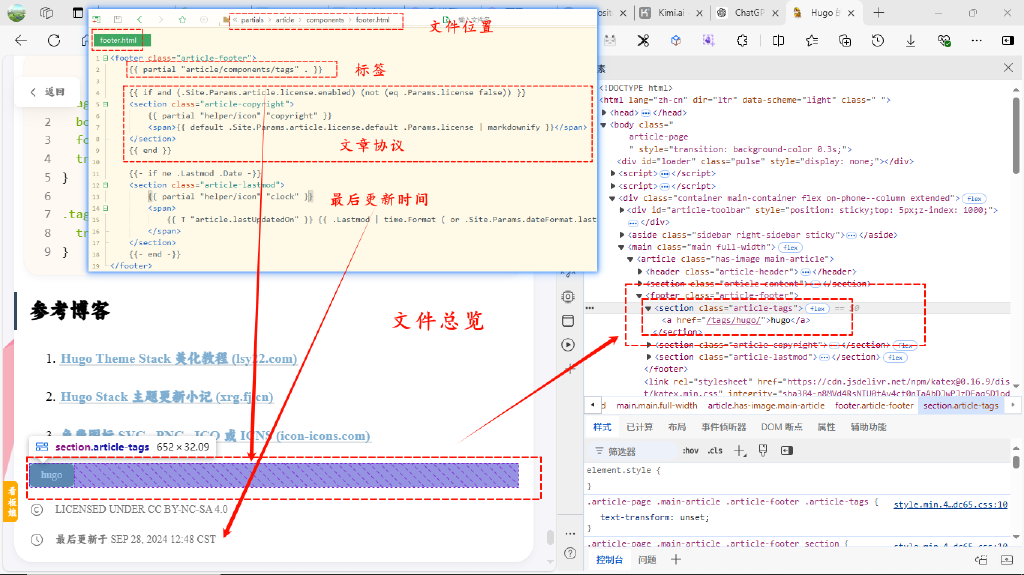 Kimi.ai
ChatGP
Hugo
partials
article
components
footer.html
文件位置
footer.html
1 <footer class="article-footer">
2 {{ partial "article/components/tags" . }}
标签
3
4 {{ if and (.Site.Params.article.license.enabled) (not (eq .Params.license false)) }}
5 <section class="article-copyright">
6 {{ partial "helper/icon" "copyright" }}
7 <span>{{ default .Site.Params.article.license.default .Params.license | markdownify }}</span>
8 </section>
文章协议
9 {{ end }}
10
11 {{- if ne .Lastmod .Date -}}
12 <section class="article-lastmod">
13 {{ partial "helper/icon" "clock" }}
最后更新时间
14 <span>
15 {{ T "article.lastUpdatedOn" }} {{ .Lastmod | time.Format ( or .Site.Params.dateFormat.last
16 </span>
17 </section>
18 {{- end -}}
19 </footer>
返回
2 bo
3 fo
4 tr
5 }
6
7 .tag
8 tr
9 }
参考博客
文件总览
1. Hugo Theme Stack 美化教程 (lsy22.com)
2. Hugo Stack 主题更新小记 (xrg.fj.cn)
3. 免费图标 SVG, PNG, ICO 或 ICNS (icon-icons.com)
section.article-tags 652 × 32.09
hugo
看板娘
LICENSED UNDER CC BY-NC-SA 4.0
最后更新于 SEP 28, 2024 12:48 CST
素
<!DOCTYPE html>
<html lang="zh-cn" dir="ltr" data-scheme="light" class=" ">
<head> ⋯ </head>
<body class="
article-page
" style="transition: background-color 0.3s;">
<div id="loader" class="pulse" style="display: none;"></div>
<script> ⋯ </script>
<script> ⋯ </script>
<div class="container main-container flex on-phone--column extended"> flex
<div id="article-toolbar" style="position: sticky;top: 5px;z-index: 1000;">
⋯ </div>
<aside class="sidebar right-sidebar sticky"> ⋯ </aside>
<main class="main full-width"> flex
<article class="has-image main-article">
<header class="article-header"> ⋯ </header>
<section class="article-content"> ⋯ </section>
<footer class="article-footer">
<section class="article-tags"> flex == $0
<a href="/tags/hugo/">hugo</a>
</section>
<section class="article-copyright"> ⋯ </section> flex
<section class="article-lastmod"> ⋯ </section> flex
</footer>
<link rel="stylesheet" href="https://cdn.jsdelivr.net/npm/katex@0.16.9/dis
d main.main.full-width article.has-image.main-article footer.article-footer section.article-tags
样式 已计算 布局 事件侦听器 DOM 断点 属性 辅助功能
筛选器 :hov .cls
element.style {
}
.article-page .main-article .article-footer .article-tags { style.min.4…dc65.css:10
text-transform: unset;
}
.article-page .main-article .article-footer section { style.min.4…dc65.css:10
控制台 问题